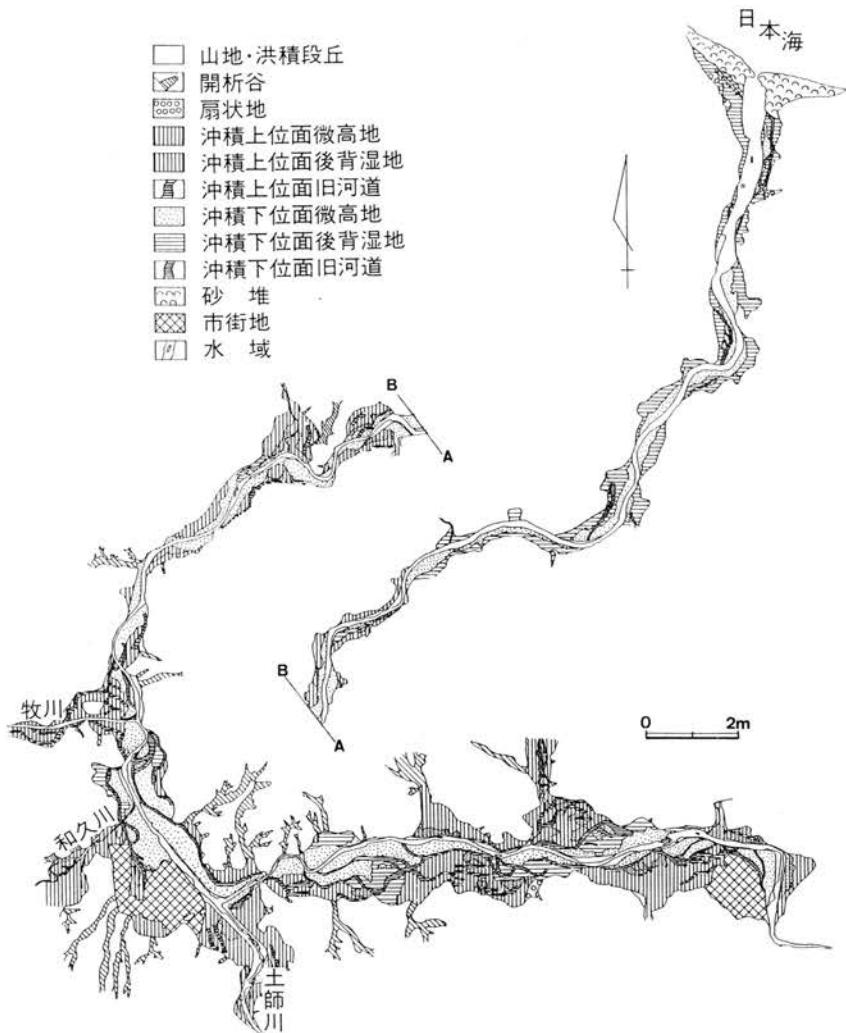 日本海
山地・洪積段丘
開析谷
扇状地
沖積上位面微高地
沖積上位面後背湿地
沖積上位面旧河道
沖積下位面微高地
沖積下位面後背湿地
沖積下位面旧河道
砂 堆
市街地
水 域
B
A
B
A
牧川
0 2m
和久川
土師川